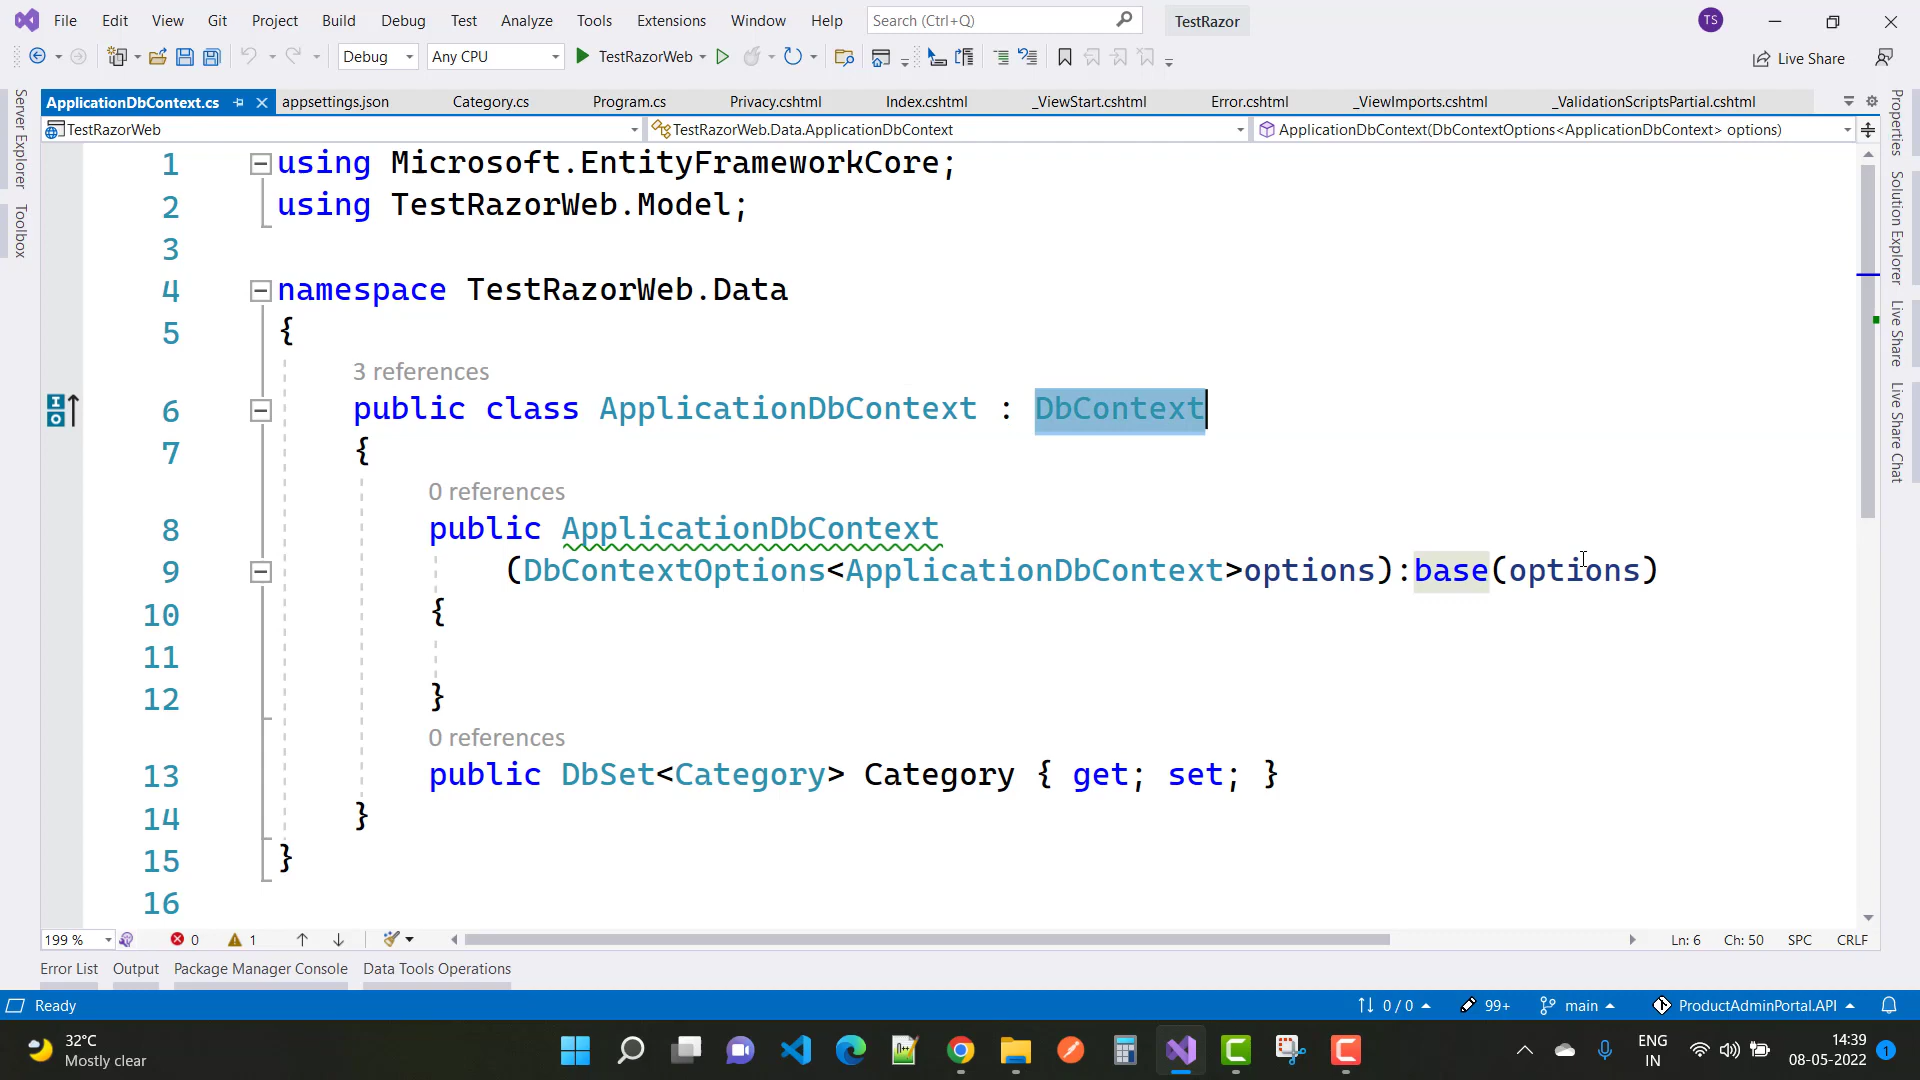 File Edit View Git Project Build Debug Test Analyze Tools Extensions Window Help Search (Ctrl+Q) TestRazor TS
Debug Any CPU TestRazorWeb Live Share
ApplicationDbContext.cs appsettings.json Category.cs Program.cs Privacy.cshtml Index.cshtml _ViewStart.cshtml Error.cshtml _ViewImports.cshtml _ValidationScriptsPartial.cshtml
TestRazorWeb TestRazorWeb.Data.ApplicationDbContext ApplicationDbContext(DbContextOptions<ApplicationDbContext> options)
Server Explorer
Toolbox
1 using Microsoft.EntityFrameworkCore;
2 using TestRazorWeb.Model;
3
4 namespace TestRazorWeb.Data
5 {
3 references
6 public class ApplicationDbContext : DbContext
7 {
0 references
8 public ApplicationDbContext
9 (DbContextOptions<ApplicationDbContext>options):base(options)
10 {
11
12 }
0 references
13 public DbSet<Category> Category { get; set; }
14 }
15 }
16
Properties
Solution Explorer
Live Share
Live Share Chat
199 % 0 1 Ln: 6 Ch: 50 SPC CRLF
Error List Output Package Manager Console Data Tools Operations
Ready 0 / 0 99+ main ProductAdminPortal.API
32°C
Mostly clear
ENG
IN
14:39
08-05-2022
1